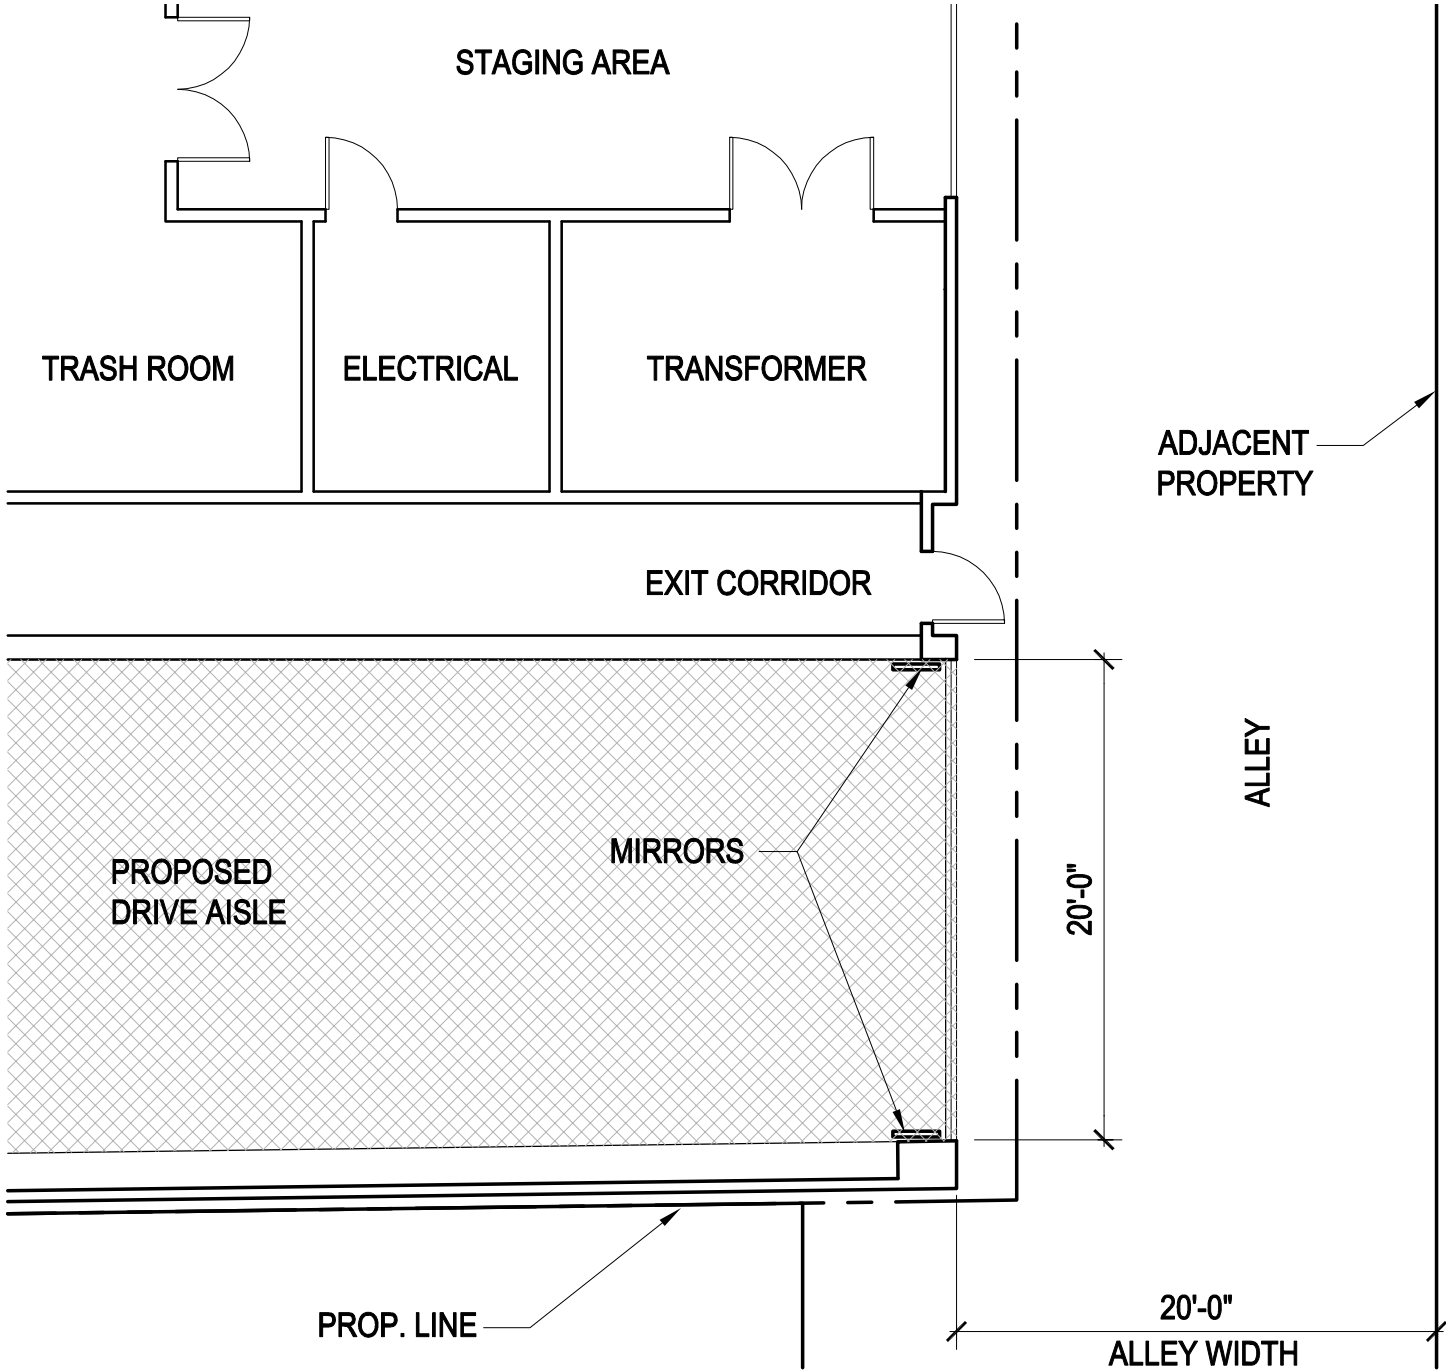 STAGING AREA
TRASH ROOM
ELECTRICAL
TRANSFORMER
ADJACENT
PROPERTY
EXIT CORRIDOR
ALLEY
MIRRORS
PROPOSED
DRIVE AISLE
20'-0"
PROP. LINE
20'-0"
ALLEY WIDTH